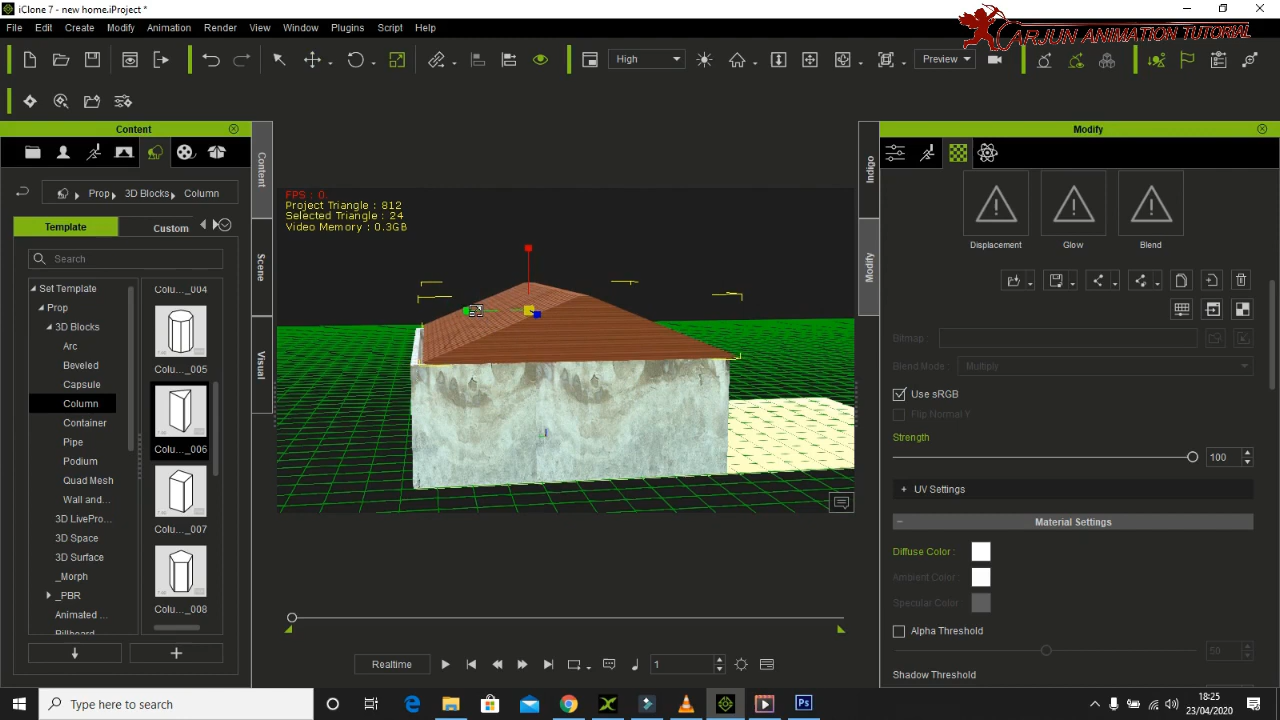 iClone 7 - new home.iProject *
File Edit Create Modify Animation Render View Window Plugins Script Help
ARJUN ANIMATION TUTORIAL
High
Preview
Content
Modify
Prop 3D Blocks Column
Template
Custom
Search
Set Template
Prop
3D Blocks
Arc
Beveled
Capsule
Column
Container
Pipe
Podium
Quad Mesh
Wall and...
3D LivePro...
3D Space
3D Surface
_Morph
_PBR
Animated ...
Billboard
Colu..._004
Colu..._005
Colu..._006
Colu..._007
Colu..._008
Content
Scene
Visual
FPS : 0.
Project Triangle : 812
Selected Triangle : 24
Video Memory : 0.3GB
Realtime
1
Indigo
Modify
Displacement
Glow
Blend
Bitmap:
Blend Mode : Multiply
Use sRGB
Flip Normal Y
Strength
100
+ UV Settings
Material Settings
Diffuse Color :
Ambient Color :
Specular Color
Alpha Threshold
50
Shadow Threshold
Type here to search
18:25
23/04/2020